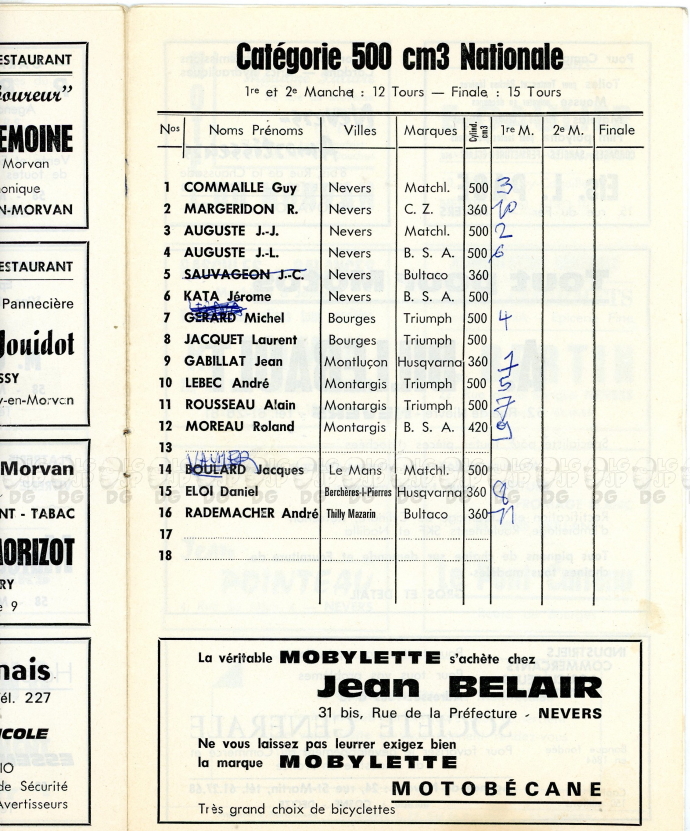 ESTAURANT
oureur"
EMOINE
Morvan
onique
N-MORVAN
ESTAURANT
Pannecière
Jouidot
SSY
y-en-Morvan
Morvan
NT - TABAC
MORIZOT
RY
e 9
nais
él. 227
ICOLE
IO
de Sécurité
Avertisseurs
Catégorie 500 cm3 Nationale
1re et 2e Manche : 12 Tours — Finale : 15 Tours
Nos Noms Prénoms Villes Marques Cylind. cm3 1re M. 2e M. Finale
1 COMMAILLE Guy Nevers Matchl. 500 3
2 MARGERIDON R. Nevers C. Z. 360 10
3 AUGUSTE J.-J. Nevers Matchl. 500 2
4 AUGUSTE J.-L. Nevers B. S. A. 500 6
5 SAUVAGEON J.-C. Nevers Bultaco 360
6 KATA Jérome Nevers B. S. A. 500
7 GERARD Michel Bourges Triumph 500 4
8 JACQUET Laurent Bourges Triumph 500
9 GABILLAT Jean Montluçon Husqvarna 360 1
10 LEBEC André Montargis Triumph 500 5
11 ROUSSEAU Alain Montargis Triumph 500 7
12 MOREAU Roland Montargis B. S. A. 420 9
13
14 BOULARD Jacques Le Mans Matchl. 500
15 ELOI Daniel Berchères-l-Pierres Husqvarna 360 8
16 RADEMACHER André Thilly Mazarin Bultaco 360 11
17
18
La véritable MOBYLETTE s'achète chez
Jean BELAIR
31 bis, Rue de la Préfecture - NEVERS
Ne vous laissez pas leurrer exigez bien
la marque MOBYLETTE
MOTOBÉCANE
Très grand choix de bicyclettes